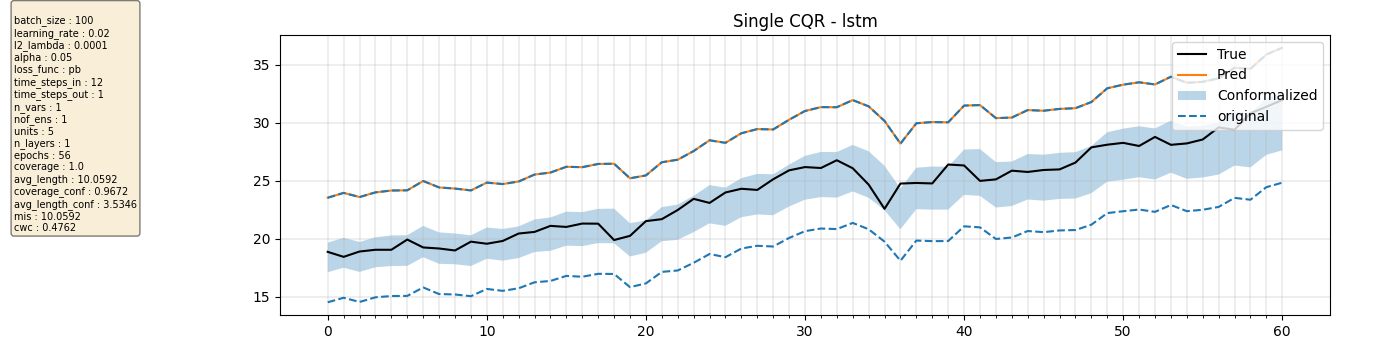 batch_size : 100
learning_rate : 0.02
l2_lambda : 0.0001
alpha : 0.05
loss_func : pb
time_steps_in : 12
time_steps_out : 1
n_vars : 1
nof_ens : 1
units : 5
n_layers : 1
epochs : 56
coverage : 1.0
avg_length : 10.0592
coverage_conf : 0.9672
avg_length_conf : 3.5346
mis : 10.0592
cwc : 0.4762
Single CQR - lstm
35
30
25
20
15
0 10 20 30 40 50 60
True
Pred
Conformalized
original